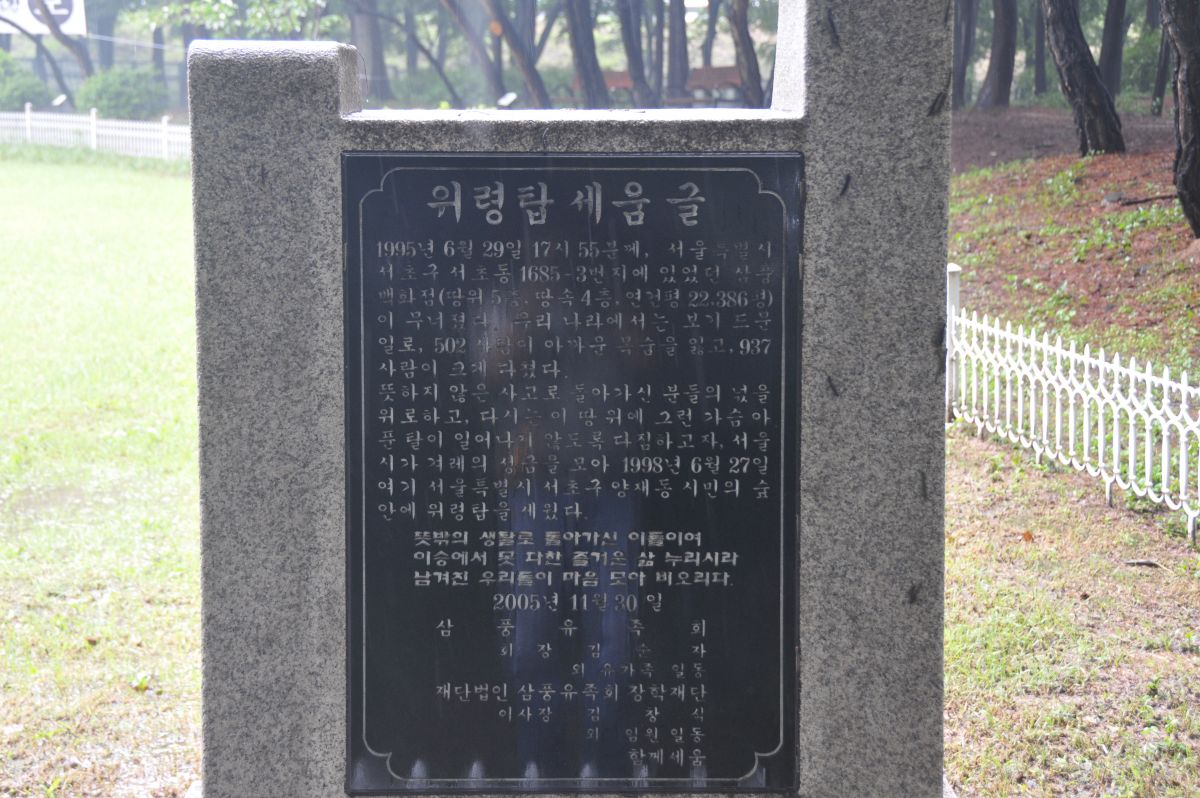 위령탑 세움 글
1995년 6월 29일 17시 55분께, 서울특별시
서초구 서초동 1685-3번지에 있었던 삼풍
백화점(땅위 5층, 땅속 4층, 연건평 22,386평)
이 무너졌다. 우리 나라에서는 보기 드문
일로, 502 사람이 아까운 목숨을 잃고, 937
사람이 크게 다쳤다.
뜻하지 않은 사고로 돌아가신 분들의 넋을
위로하고, 다시는 이 땅 위에 그런 가슴아
픈 탈이 일어나지 않도록 다짐하고자, 서울
시가 겨레의 성금을 모아 1998년 6월 27일
여기 서울특별시 서초구 양재동 시민의 숲
안에 위령탑을 세웠다.
뜻밖의 생탈로 돌아가신 이들이여
이승에서 못 다한 즐거운 삶 누리시라
남겨진 우리들이 마음 모아 비오리다.
2005년 11월 30일
삼 풍 유 족 회
회 장 김 순 자
외 유가족 일동
재단법인 삼풍유족회 장학재단
이사장 김 창 식
외 임원 일동
함께세움